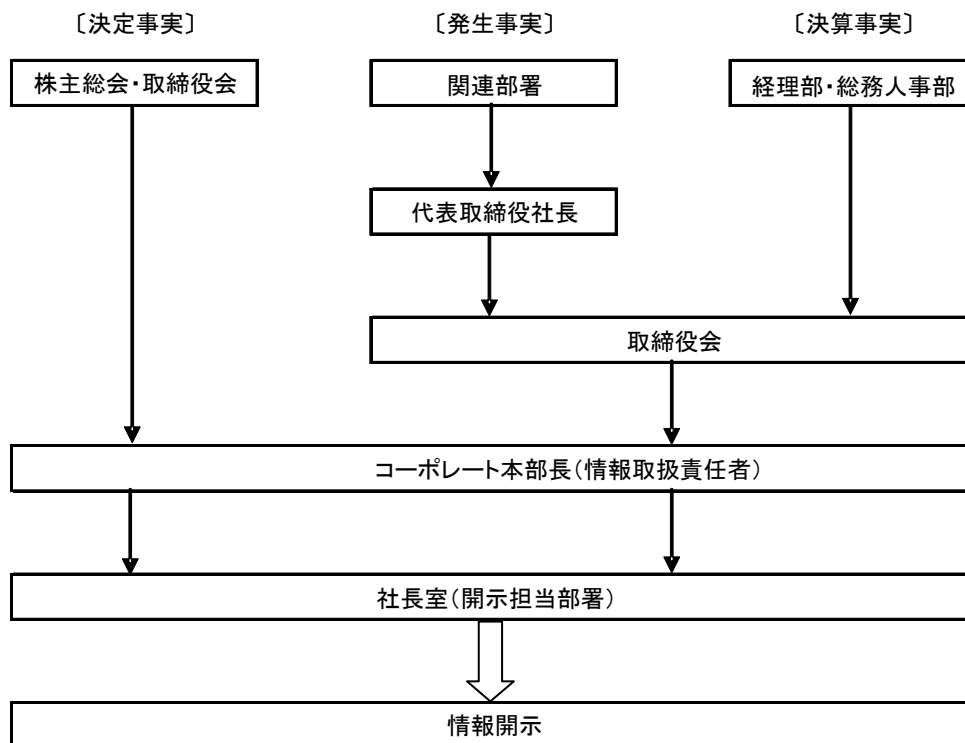 〔決定事実〕
〔発生事実〕
〔決算事実〕
株主総会・取締役会
関連部署
経理部・総務人事部
代表取締役社長
取締役会
コーポレート本部長(情報取扱責任者)
社長室(開示担当部署)
情報開示